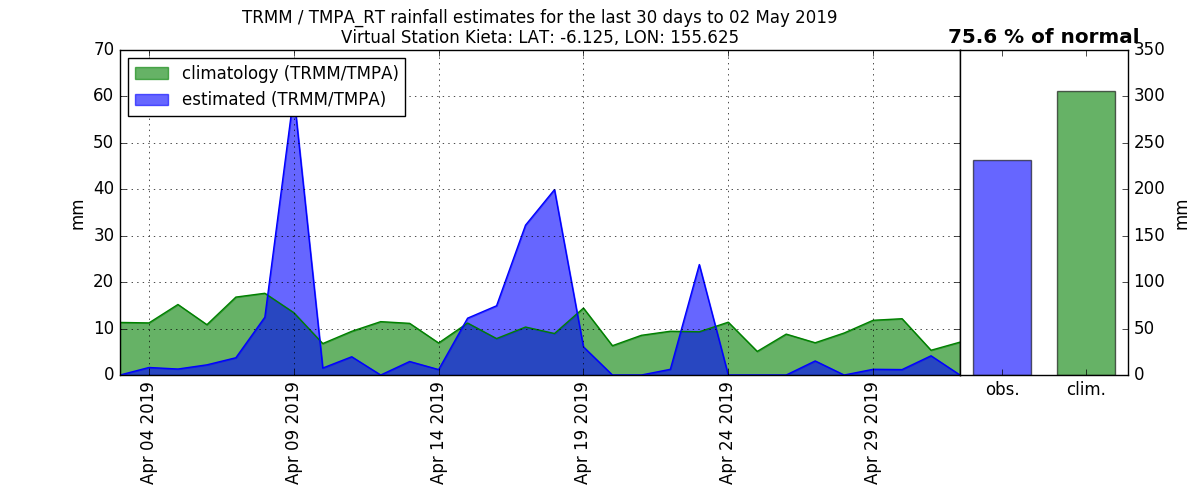 TRMM / TMPA_RT rainfall estimates for the last 30 days to 02 May 2019
Virtual Station Kieta: LAT: -6.125, LON: 155.625
75.6 % of normal
climatology (TRMM/TMPA)
estimated (TRMM/TMPA)
70
60
50
40
30
20
10
0
mm
350
300
250
200
150
100
50
0
mm
Apr 04 2019
Apr 09 2019
Apr 14 2019
Apr 19 2019
Apr 24 2019
Apr 29 2019
obs.
clim.